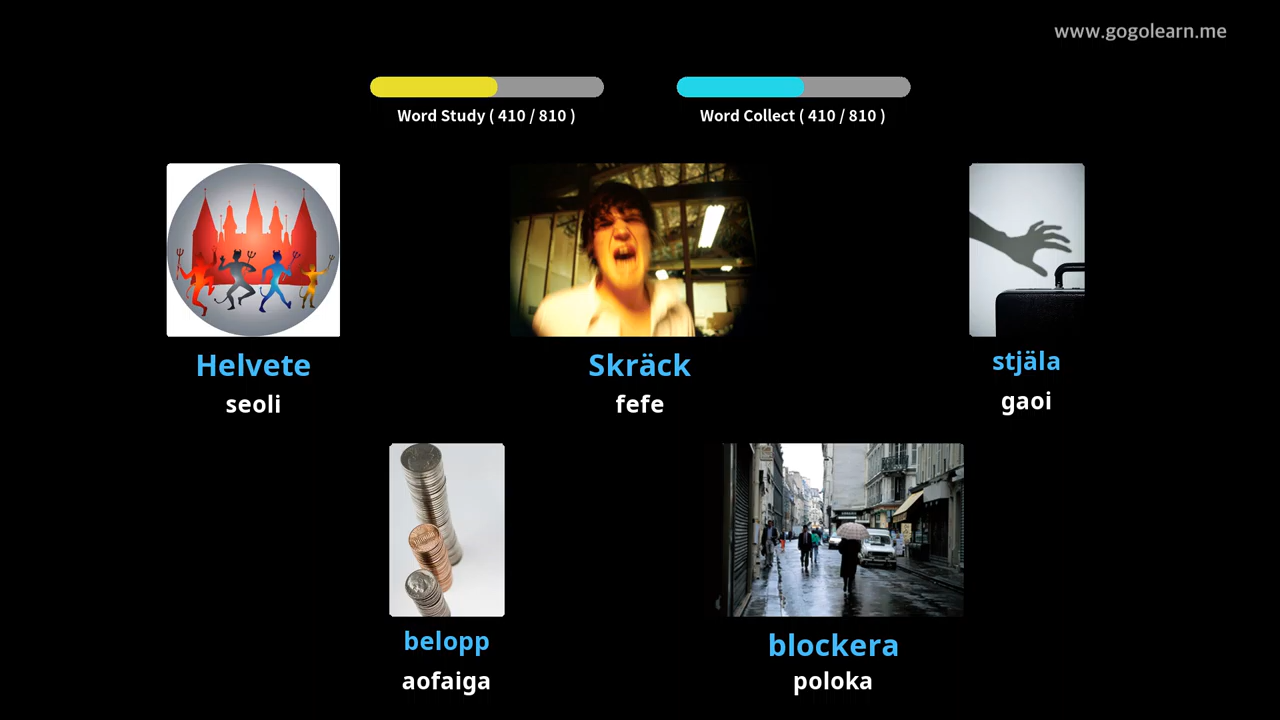 www.gogolearn.me
Word Study ( 410 / 810 )
Word Collect ( 410 / 810 )
Helvete
seoli
Skräck
fefe
stjäla
gaoi
belopp
aofaiga
blockera
poloka